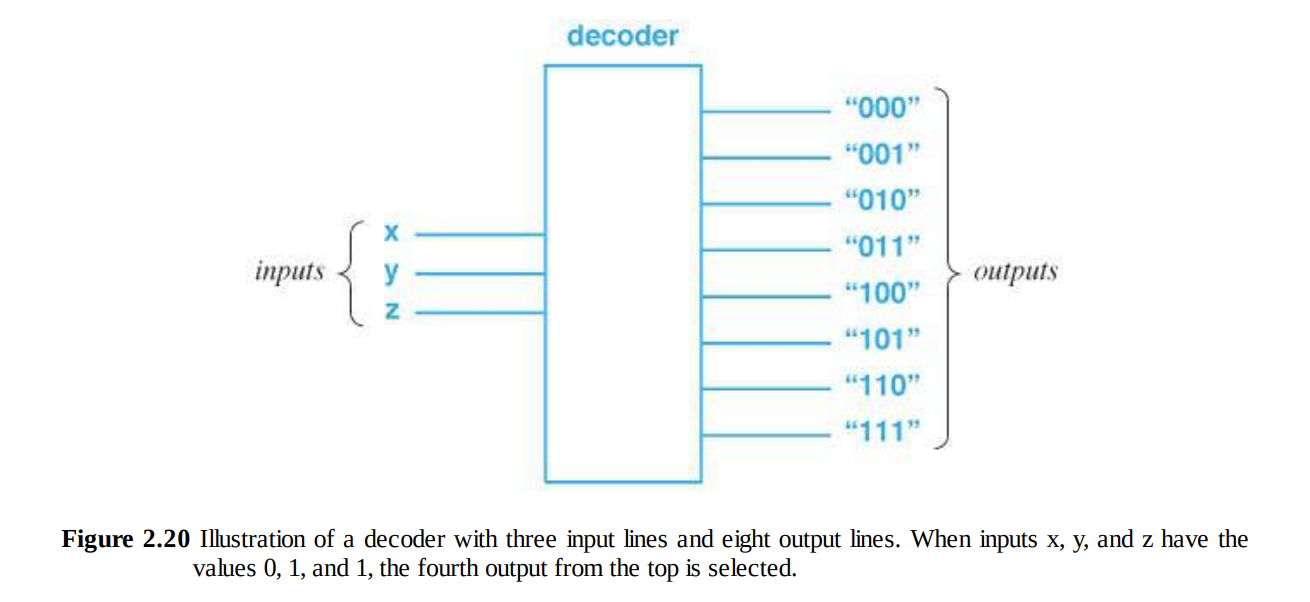 decoder
“000”
“001”
“010”
“011”
“100”
“101”
“110”
“111”
x
y
z
inputs
outputs
Figure 2.20 Illustration of a decoder with three input lines and eight output lines. When inputs x, y, and z have the
values 0, 1, and 1, the fourth output from the top is selected.